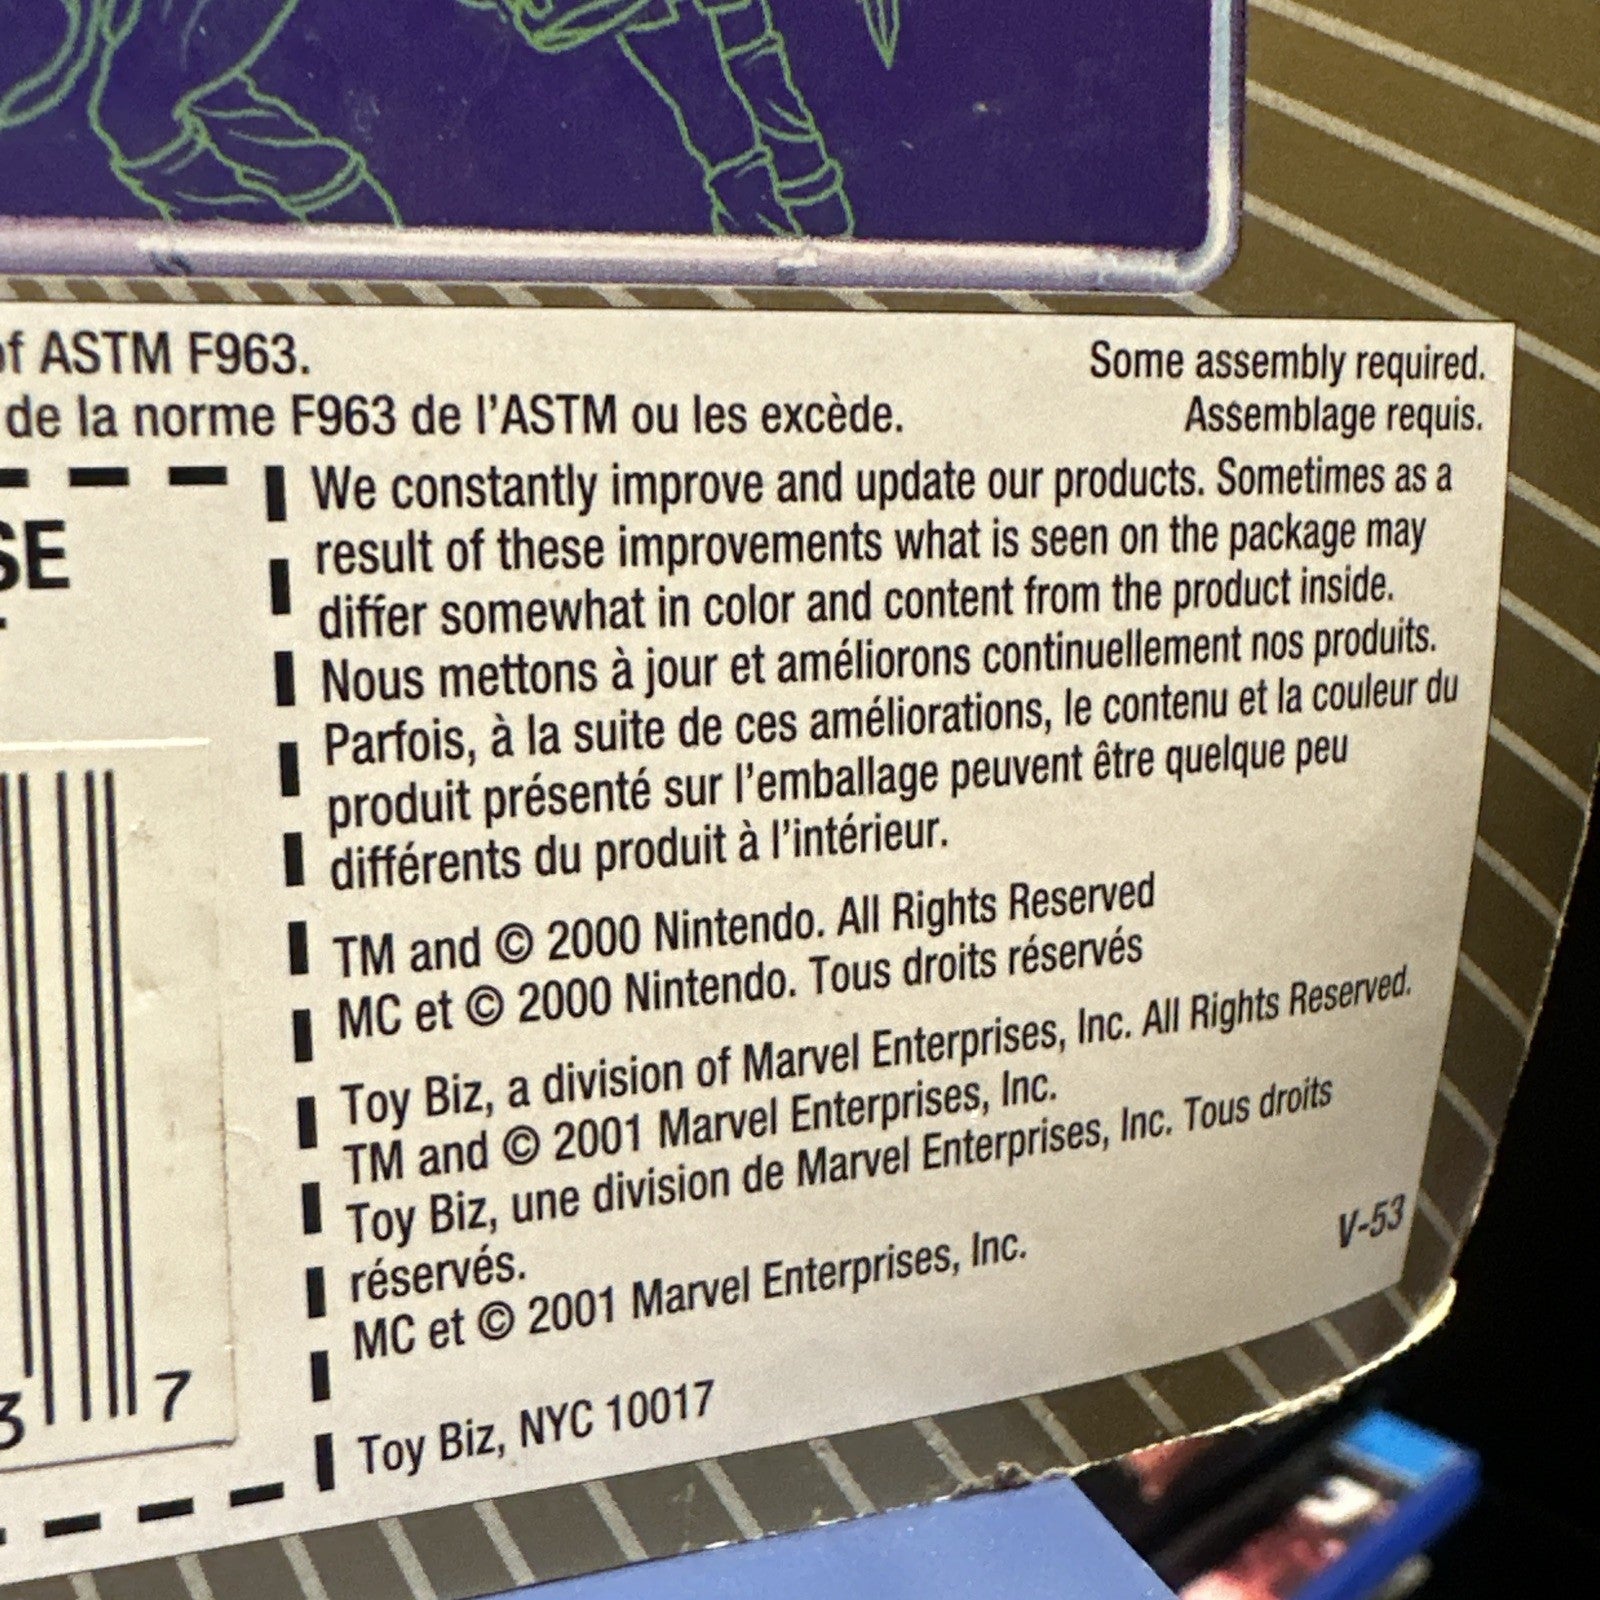 of ASTM F963.
de la norme F963 de l'ASTM ou les excède.
Some assembly required.
Assemblage requis.
SE
We constantly improve and update our products. Sometimes as a
result of these improvements what is seen on the package may
differ somewhat in color and content from the product inside.
Nous mettons à jour et améliorons continuellement nos produits.
Parfois, à la suite de ces améliorations, le contenu et la couleur du
produit présenté sur l'emballage peuvent être quelque peu
différents du produit à l'intérieur.
TM and © 2000 Nintendo. All Rights Reserved
MC et © 2000 Nintendo. Tous droits réservés
Toy Biz, a division of Marvel Enterprises, Inc. All Rights Reserved.
TM and © 2001 Marvel Enterprises, Inc.
Toy Biz, une division de Marvel Enterprises, Inc. Tous droits
réservés.
MC et © 2001 Marvel Enterprises, Inc.
V-53
Toy Biz, NYC 10017
3 7